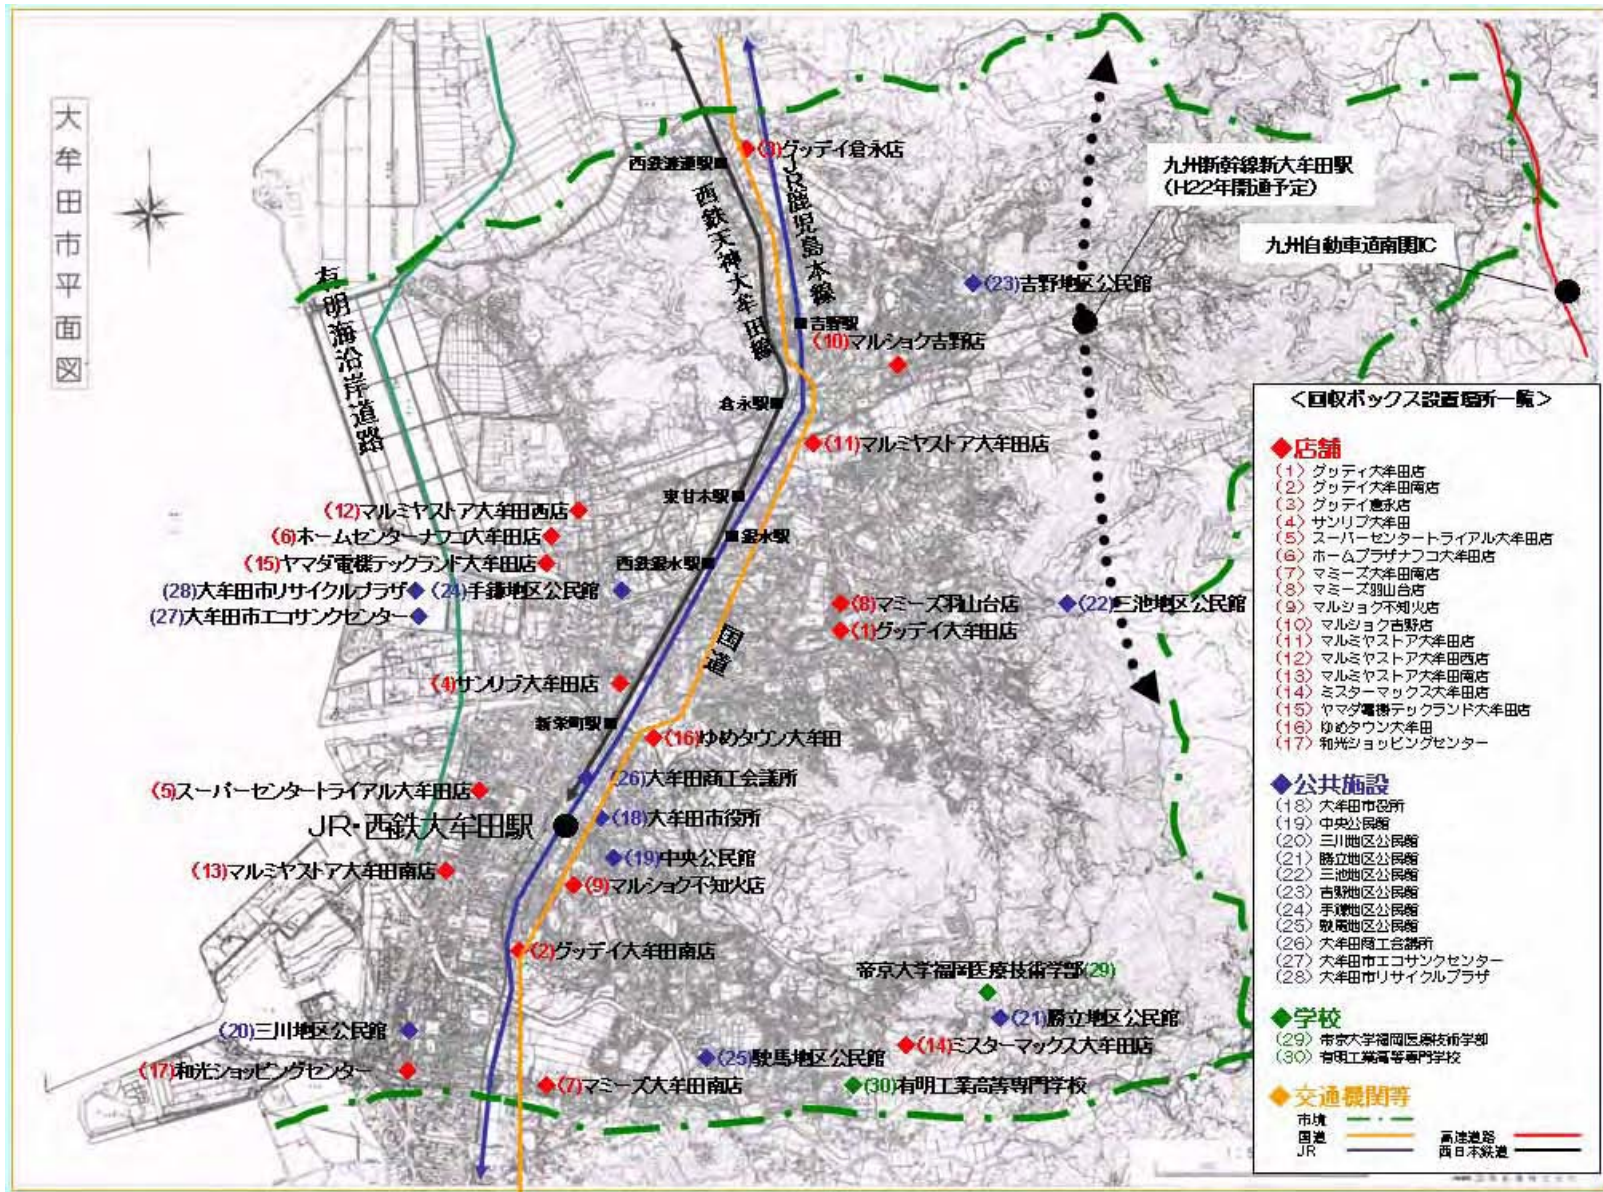 大牟田市平面図
(3)グッデイ倉永店
西鉄渡瀬駅
西鉄天神大牟田線
JR鹿児島本線
九州新幹線新大牟田駅
(H22年開通予定)
九州自動車道南関IC
有明海沿岸道路
(23)吉野地区公民館
吉野駅
(10)マルショク吉野店
倉永駅
(11)マルミヤストア大牟田店
東甘木駅
(12)マルミヤストア大牟田西店
(6)ホームセンターナフコ大牟田店
銀水駅
(15)ヤマダ電機テックランド大牟田店
西鉄銀水駅
(28)大牟田市リサイクルプラザ
(24)手鎌地区公民館
(27)大牟田市エコサンクセンター
(8)マミーズ羽山台店
(22)三池地区公民館
(1)グッデイ大牟田店
国道
(4)サンリブ大牟田店
新栄町駅
(16)ゆめタウン大牟田
(26)大牟田商工会議所
(5)スーパーセンタートライアル大牟田店
(18)大牟田市役所
JR・西鉄大牟田駅
(19)中央公民館
(13)マルミヤストア大牟田南店
(9)マルショク不知火店
(2)グッデイ大牟田南店
帝京大学福岡医療技術学部(29)
(21)勝立地区公民館
(20)三川地区公民館
(14)ミスターマックス大牟田店
(25)駛馬地区公民館
(17)和光ショッピングセンター
(7)マミーズ大牟田南店
(30)有明工業高等専門学校
<回収ボックス設置場所一覧>
◆店舗
(1) グッディ大牟田店
(2) グッディ大牟田南店
(3) グッデイ倉永店
(4) サンリブ大牟田
(5) スーパーセンタートライアル大牟田店
(6) ホームプラザナフコ大牟田店
(7) マミーズ大牟田南店
(8) マミーズ羽山台店
(9) マルショク不知火店
(10) マルショク吉野店
(11) マルミヤストア大牟田店
(12) マルミヤストア大牟田西店
(13) マルミヤストア大牟田南店
(14) ミスターマックス大牟田店
(15) ヤマダ電機テックランド大牟田店
(16) ゆめタウン大牟田
(17) 和光ショッピングセンター
◆公共施設
(18) 大牟田市役所
(19) 中央公民館
(20) 三川地区公民館
(21) 勝立地区公民館
(22) 三池地区公民館
(23) 吉野地区公民館
(24) 手鎌地区公民館
(25) 駛馬地区公民館
(26) 大牟田商工会議所
(27) 大牟田市エコサンクセンター
(28) 大牟田市リサイクルプラザ
◆学校
(29) 帝京大学福岡医療技術学部
(30) 有明工業高等専門学校
◆交通機関等
市境
国道
高速道路
JR
西日本鉄道